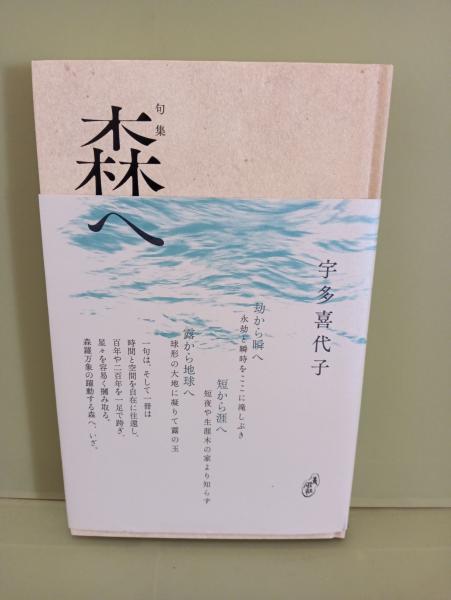 句集
森へ
宇多喜代子
劫から瞬へ
永劫と瞬時をここに滝しぶき
短から涯へ
短夜や生涯木の家より知らず
露から地球へ
球形の大地に凝りて露の玉
一句は、そして一冊は
時間と空間を自在に往還し、
百年や二百年を一足で跨ぎ、
星々を容易く摑み取る。
森羅万象の躍動する森へ、いざ。